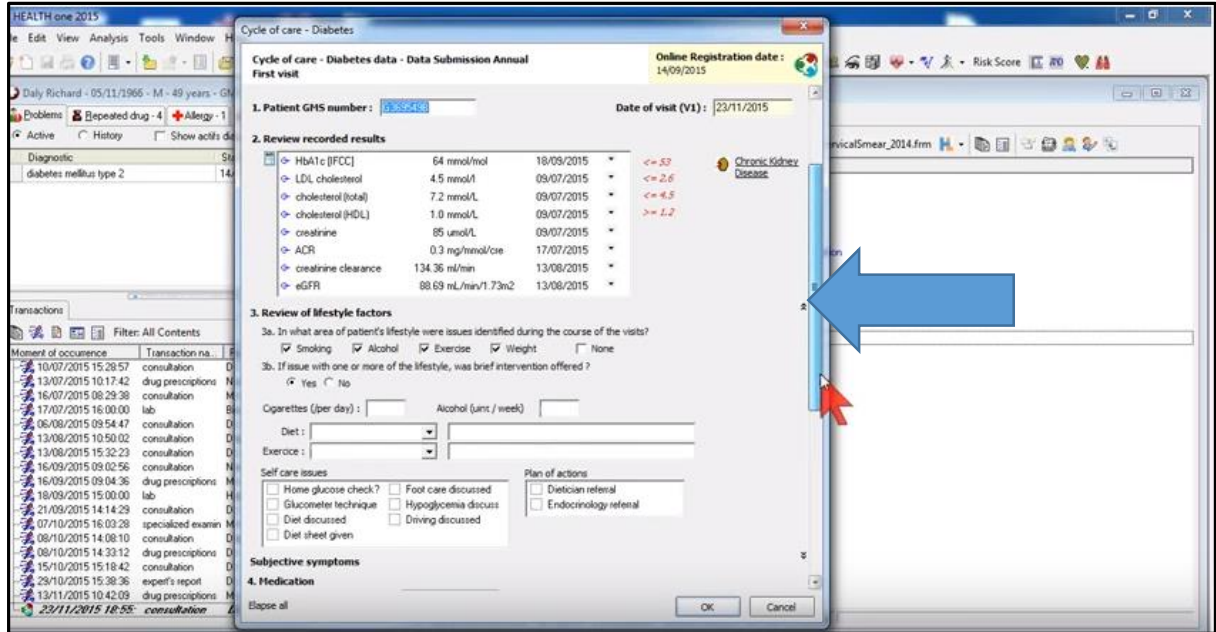 HEALTH one 2015
Edit View Analysis Tools Window
Risk Score
Daly Richard - 05/11/1966 - M - 49 years - GM
Problems Repeated drug - 4 Allergy - 1
Active History Show actifs
Diagnostic
diabetes mellitus type 2
14/
vicalSmear_2014.frm
Transactions
Filter: All Contents
Moment of occurrence Transaction na...
10/07/2015 15:28:57 consultation D
13/07/2015 10:17:42 drug prescriptions N
16/07/2015 08:29:38 consultation M
17/07/2015 16:00:00 lab
06/08/2015 09:54:47 consultation D
13/08/2015 10:50:02 consultation D
13/08/2015 15:32:23 consultation D
16/09/2015 09:02:56 consultation N
16/09/2015 09:04:36 drug prescriptions M
18/09/2015 15:00:00 lab H
21/09/2015 14:14:29 consultation D
07/10/2015 16:03:28 specialized examin M
08/10/2015 14:08:10 consultation D
08/10/2015 14:33:12 drug prescriptions D
15/10/2015 15:18:42 consultation D
29/10/2015 15:38:36 expert's report D
13/11/2015 10:42:09 drug prescriptions M
23/11/2015 18:55: consultation
Cycle of care - Diabetes
Cycle of care - Diabetes data - Data Submission Annual
First visit
Online Registration date :
14/09/2015
1. Patient GMS number : G3695498 Date of visit (V1) : 23/11/2015
2. Review recorded results
HbA1c [IFCC] 64 mmol/mol 18/09/2015 <= 53
LDL cholesterol 4.5 mmol/l 09/07/2015 <= 2.6
cholesterol (total) 7.2 mmol/L 09/07/2015 <= 4.5
cholesterol (HDL) 1.0 mmol/L 09/07/2015 >= 1.2
creatinine 85 umol/L 09/07/2015
ACR 0.3 mg/mmol/cre 17/07/2015
creatinine clearance 134.36 ml/min 13/08/2015
eGFR 88.69 mL/min/1.73m2 13/08/2015
Chronic Kidney
Disease
3. Review of lifestyle factors
3a. In what area of patient's lifestyle were issues identified during the course of the visits?
Smoking Alcohol Exercise Weight None
3b. If issue with one or more of the lifestyle, was brief intervention offered ?
Yes No
Cigarettes (/per day) : Alcohol (uint / week)
Diet :
Exercice :
Self care issues
Home glucose check? Foot care discussed
Glucometer technique Hypoglycemia discuss
Diet discussed Driving discussed
Diet sheet given
Plan of actions
Dietician referral
Endocrinology referral
Subjective symptoms
4. Medication
Elapse all OK Cancel